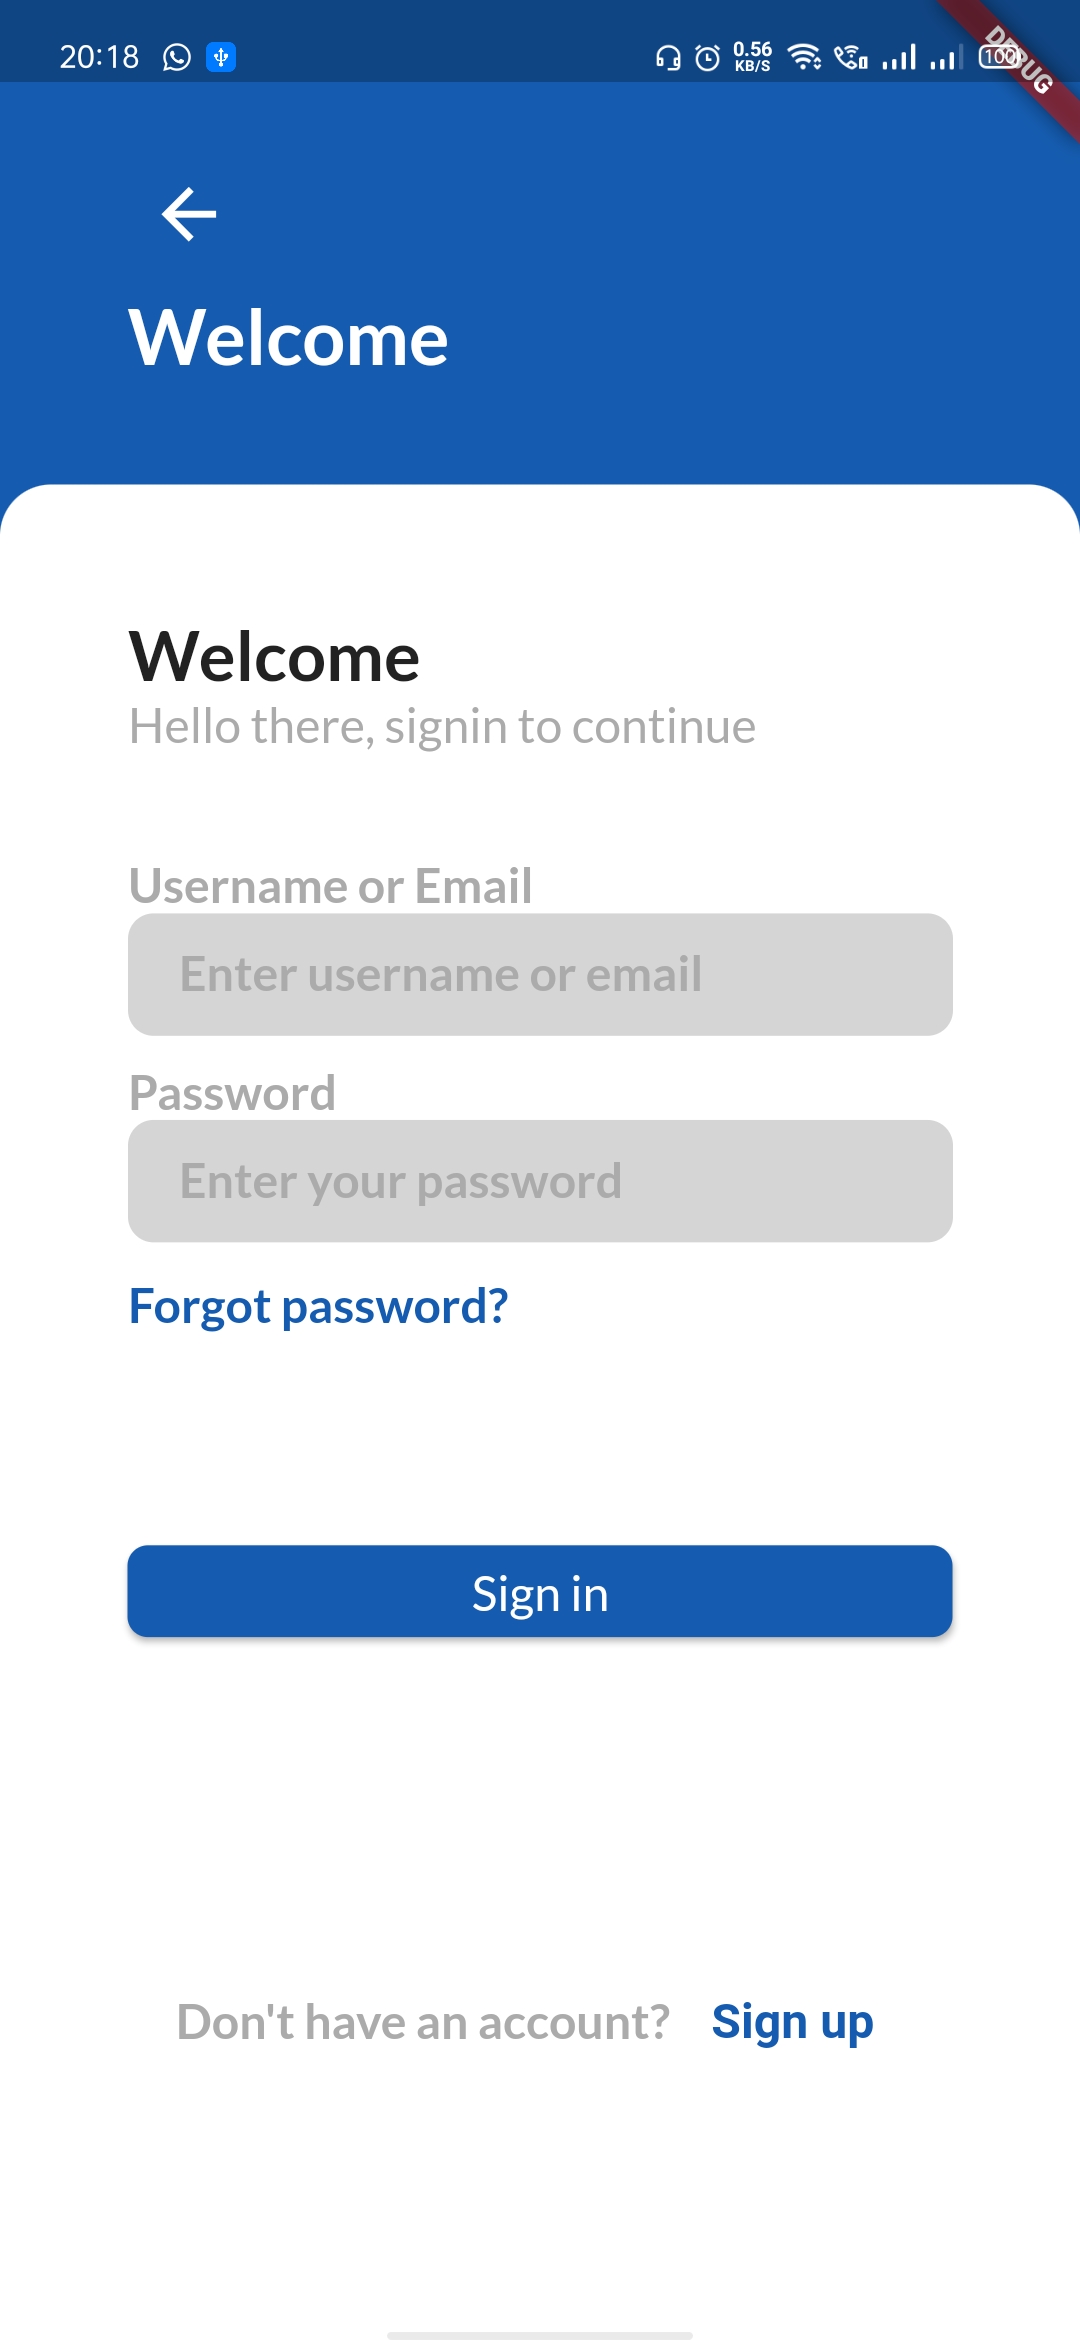 20:18 0.56 KB/S 100 DEBUG
Welcome
Welcome
Hello there, signin to continue
Username or Email
Enter username or email
Password
Enter your password
Forgot password?
Sign in
Don't have an account? Sign up